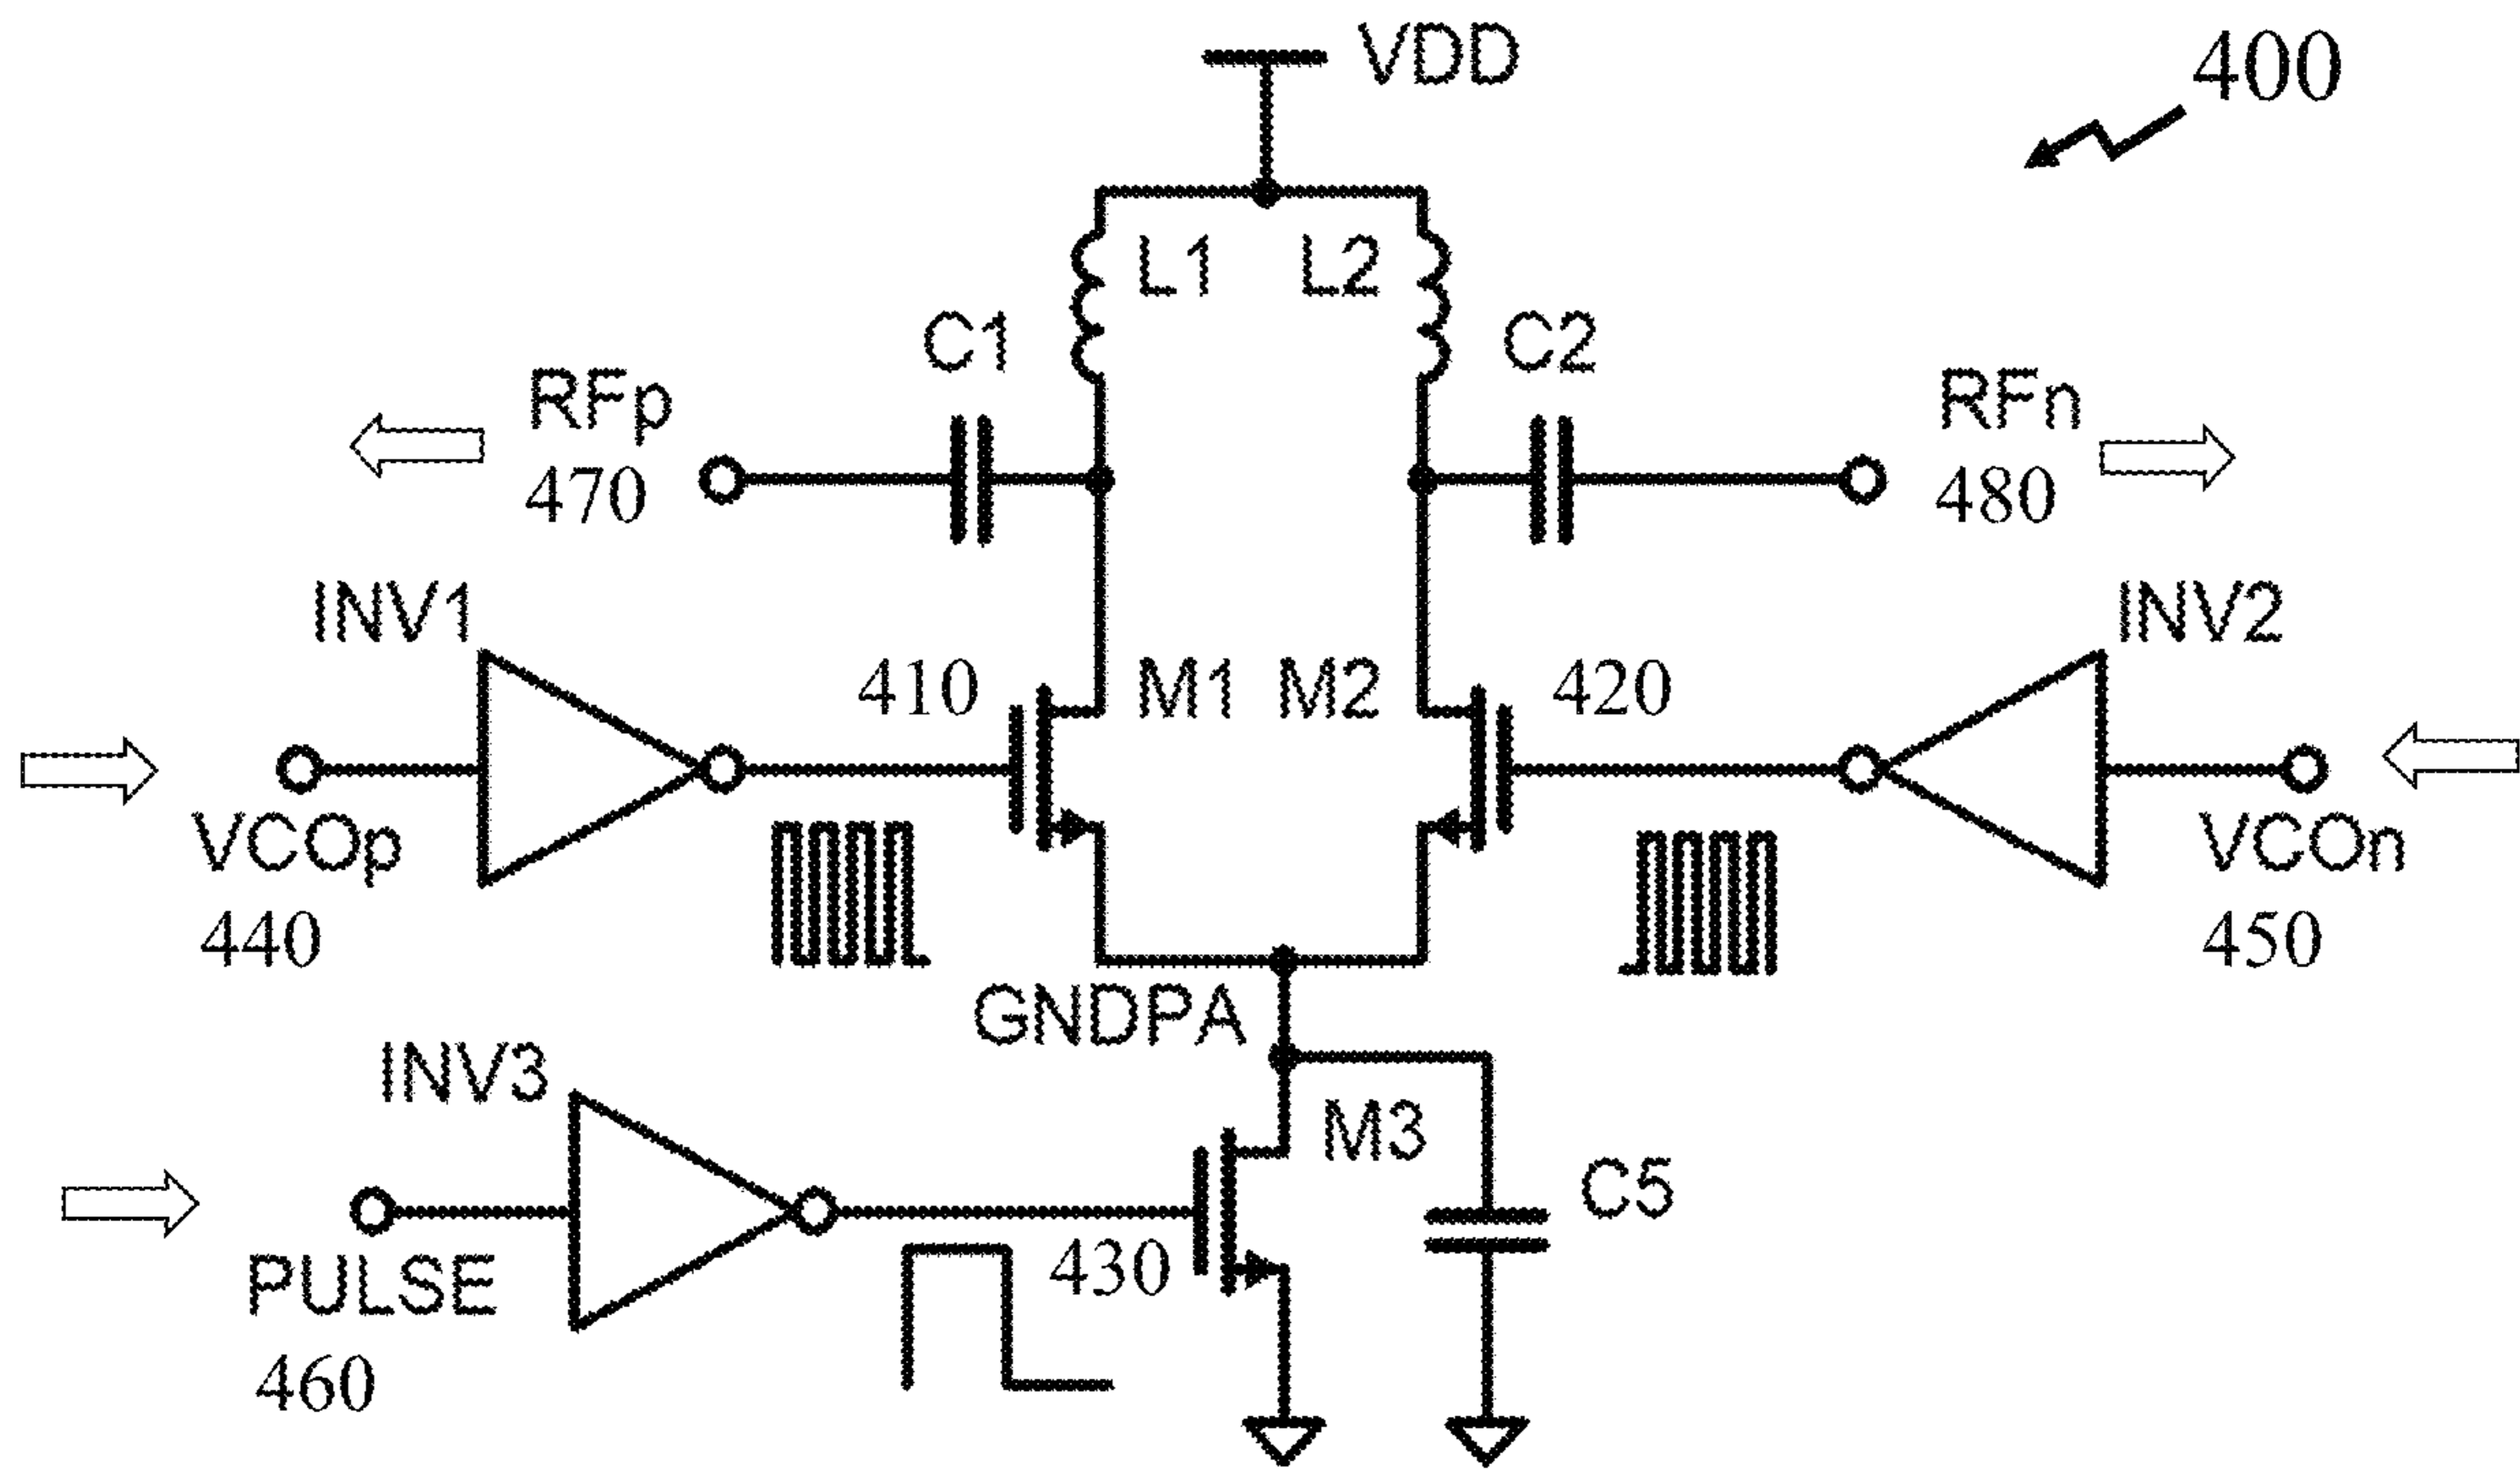 VDD
400
L1
L2
C1
C2
RFp
470
RFn
480
INV1
INV2
410
M1
M2
420
VCOp
440
VCOn
450
GNDPA
INV3
M3
C5
430
PULSE
460